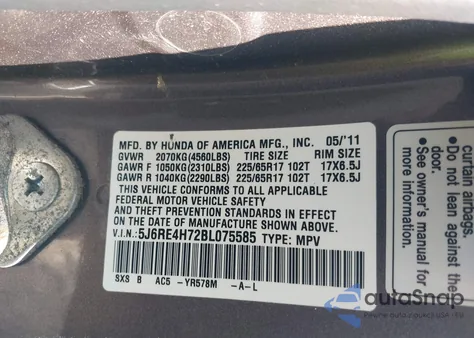 MFD. BY HONDA OF AMERICA MFG., INC. 05/'11
GVWR 2070KG(4560LBS) TIRE SIZE RIM SIZE
GAWR F 1050KG(2310LBS) 225/65R17 102T 17X6.5J
GAWR R 1040KG(2290LBS) 225/65R17 102T 17X6.5J
THIS VEHICLE CONFORMS TO ALL APPLICABLE
FEDERAL MOTOR VEHICLE SAFETY
AND THEFT PREVENTION STANDARDS IN EFFECT
ON THE DATE OF MANUFACTURE SHOWN ABOVE.
V.I.N: 5J6RE4H72BL075585 TYPE: MPV
SXS B AC5 -YR578M -A-L
curtain airbags.
•Do not lean against the
door.
•See owner's manual
for more
autoSnap